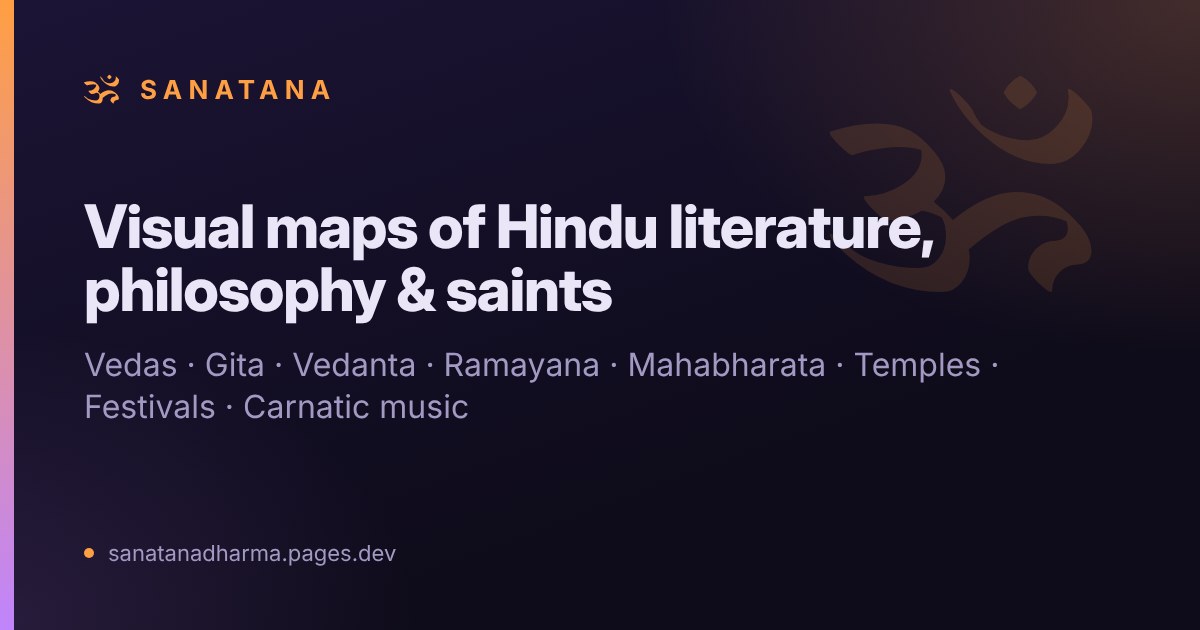 ॐ SANATANA
Visual maps of Hindu literature,
philosophy & saints
Vedas · Gita · Vedanta · Ramayana · Mahabharata · Temples ·
Festivals · Carnatic music
sanatanadharma.pages.dev
ॐ